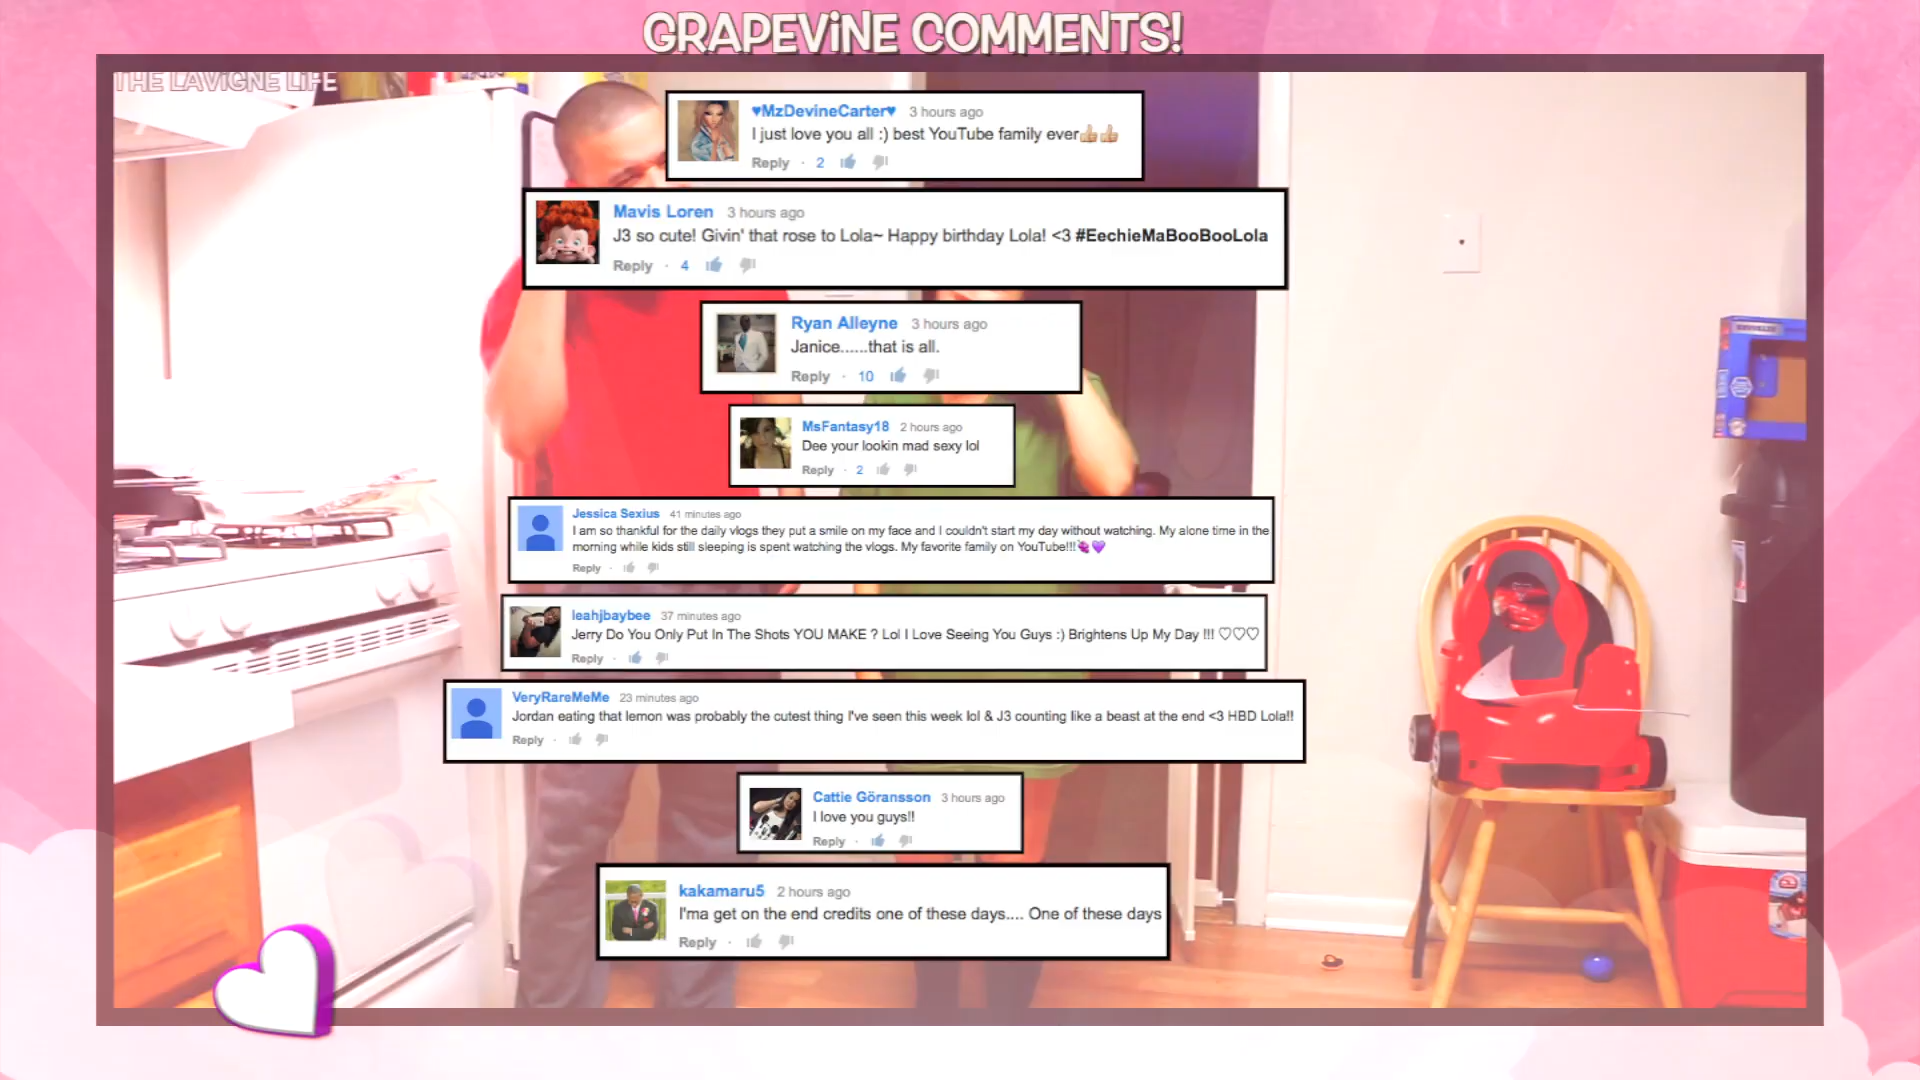 GRAPEViNE COMMENTS!
THE LAViGNE LiFE
♥MzDevineCarter♥ 3 hours ago
I just love you all :) best YouTube family ever👍👍
Reply · 2
Mavis Loren 3 hours ago
J3 so cute! Givin' that rose to Lola~ Happy birthday Lola! <3 #EechieMaBooBooLola
Reply · 4
Ryan Alleyne 3 hours ago
Janice......that is all.
Reply · 10
MsFantasy18 2 hours ago
Dee your lookin mad sexy lol
Reply · 2
Jessica Sexius 41 minutes ago
I am so thankful for the daily vlogs they put a smile on my face and I couldn't start my day without watching. My alone time in the
morning while kids still sleeping is spent watching the vlogs. My favorite family on YouTube!!!💘💜
Reply ·
leahjbaybee 37 minutes ago
Jerry Do You Only Put In The Shots YOU MAKE ? Lol I Love Seeing You Guys :) Brightens Up My Day !!! ♡♡♡
Reply ·
VeryRareMeMe 23 minutes ago
Jordan eating that lemon was probably the cutest thing I've seen this week lol & J3 counting like a beast at the end <3 HBD Lola!!
Reply ·
Cattie Göransson 3 hours ago
I love you guys!!
Reply ·
kakamaru5 2 hours ago
I'ma get on the end credits one of these days.... One of these days
Reply ·